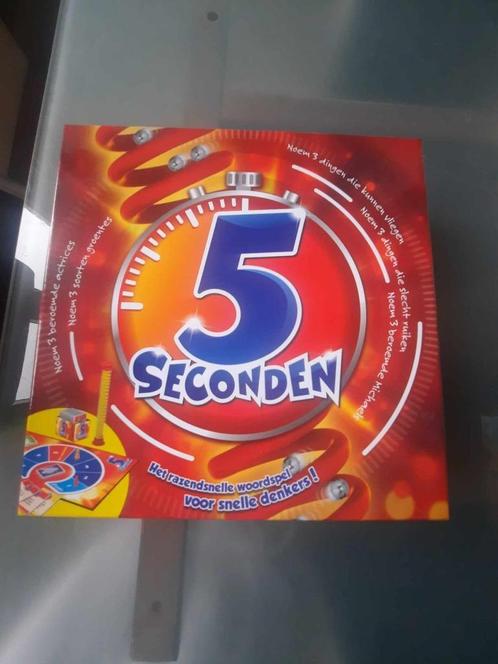 Noem 3 beroemde actrices
Noem 3 soorten groentes
Noem 3 dingen die kunnen vliegen
Noem 3 dingen die slecht ruiken
Noem 3 beroemde Michaels
5
SECONDEN
Het razendsnelle woordspel
voor snelle denkers!